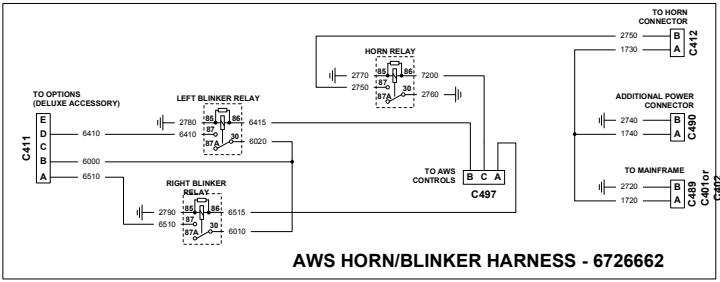 TO HORN
CONNECTOR
2750 B
1730 A
C412
HORN RELAY
2770 85 86 7200
2750 87 30 2760
87A
TO OPTIONS
(DELUXE ACCESSORY)
C411
E
D 6410
C
B 6000
A 6510
LEFT BLINKER RELAY
2780 85 86 6415
6410 87 30 6020
87A
ADDITIONAL POWER
CONNECTOR
2740 B
1740 A
C490
TO AWS
CONTROLS
B C A
C497
TO MAINFRAME
2720 B
1720 A
C489
C401or
C402
RIGHT BLINKER
RELAY
2790 85 86 6515
6510 87 30 6010
87A
AWS HORN/BLINKER HARNESS - 6726662